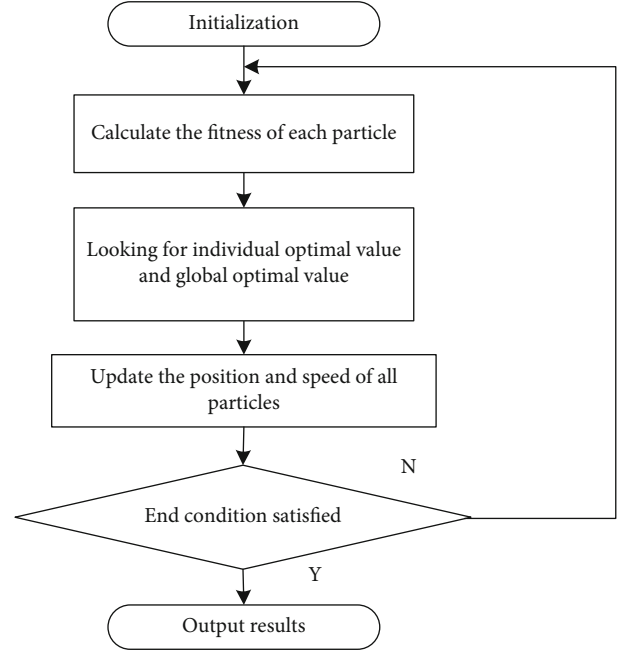 Initialization
Calculate the fitness of each particle
Looking for individual optimal value
and global optimal value
Update the position and speed of all
particles
N
End condition satisfied
Y
Output results